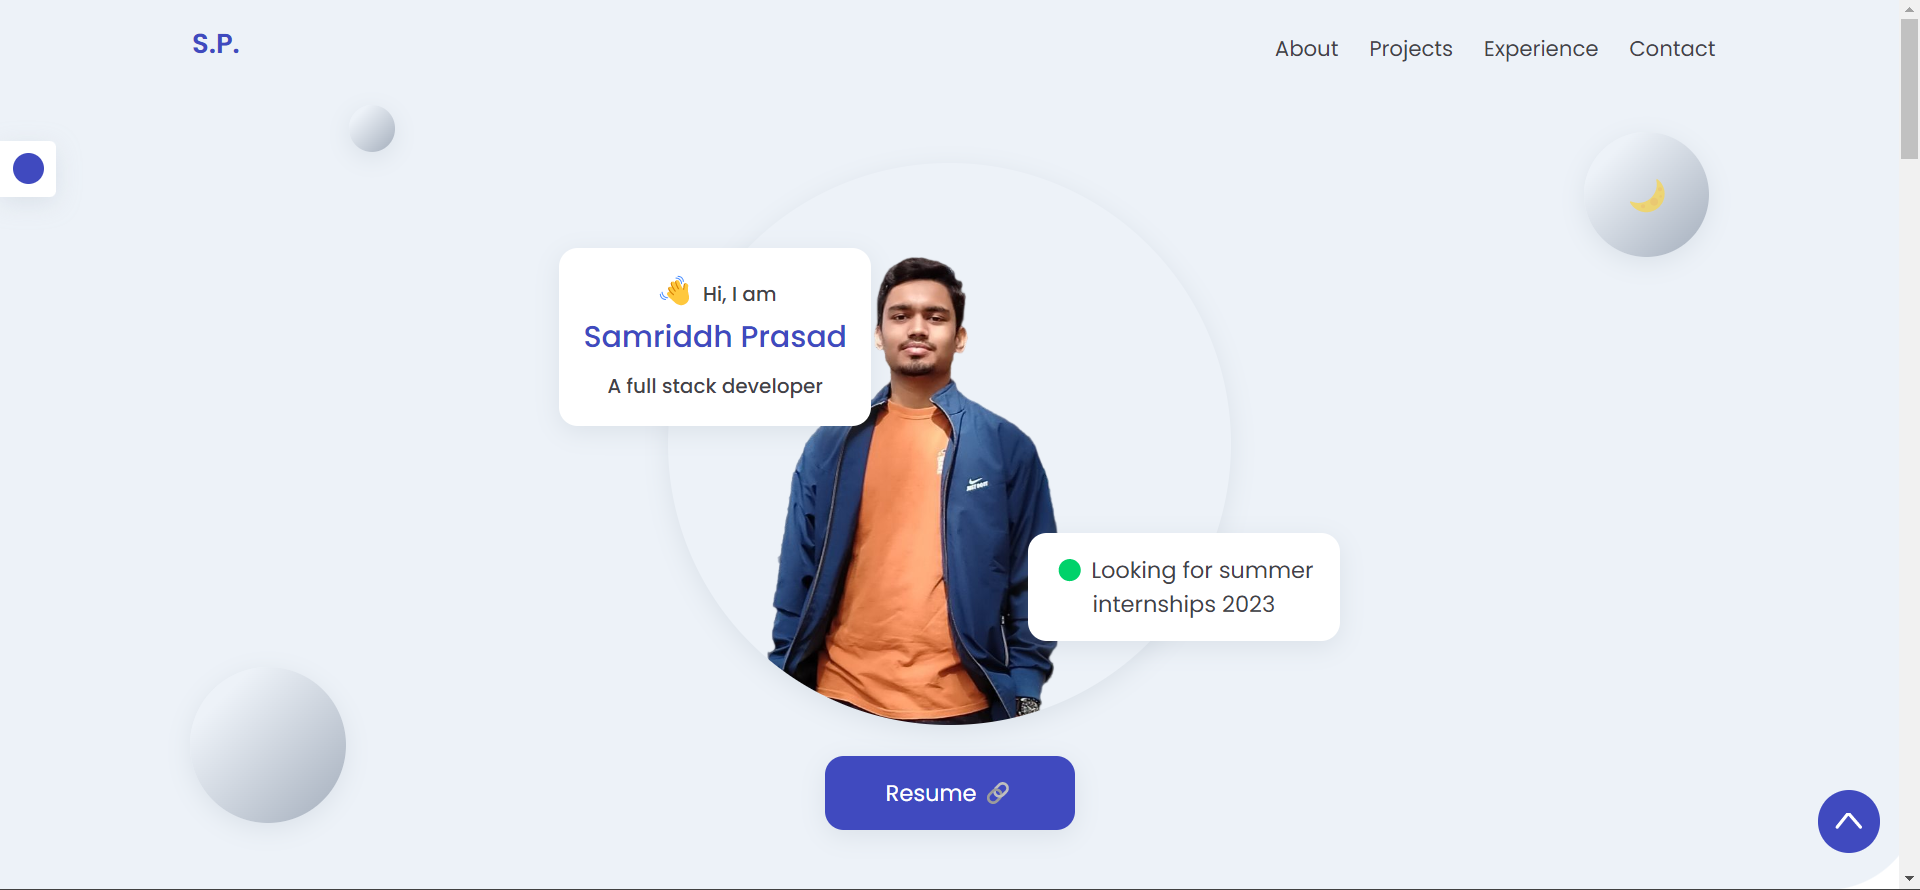 S.P.
About Projects Experience Contact
Hi, I am
Samriddh Prasad
A full stack developer
Looking for summer
internships 2023
Resume